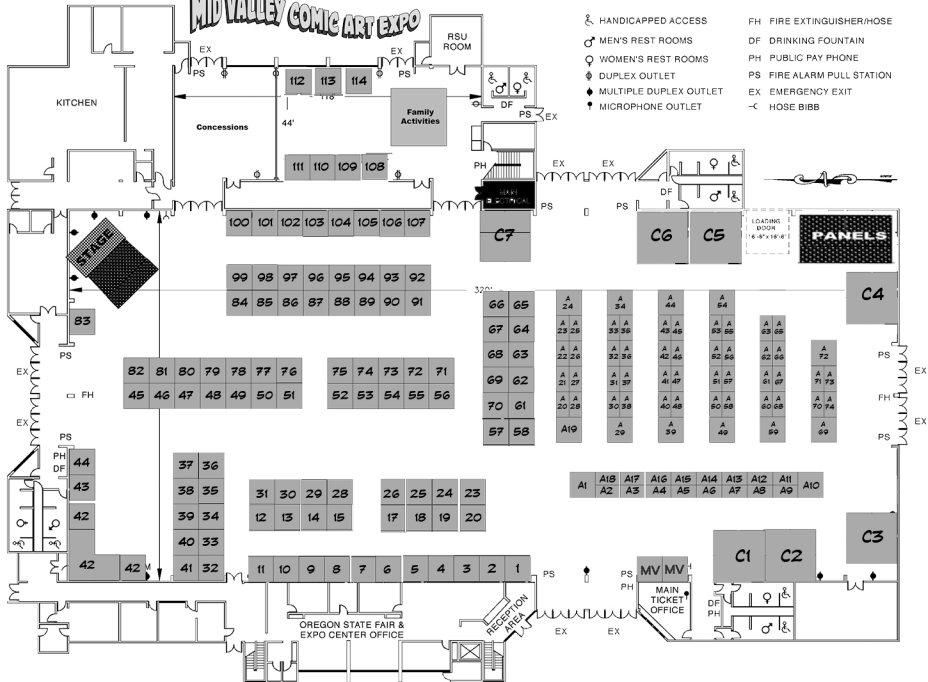 MID VALLEY COMIC ART EXPO
HANDICAPPED ACCESS
MEN'S REST ROOMS
WOMEN'S REST ROOMS
DUPLEX OUTLET
MULTIPLE DUPLEX OUTLET
MICROPHONE OUTLET
FH FIRE EXTINGUISHER/HOSE
DF DRINKING FOUNTAIN
PH PUBLIC PAY PHONE
PS FIRE ALARM PULL STATION
EX EMERGENCY EXIT
HOSE BIBB
RSU
ROOM
EX
EX
PS
PS
KITCHEN
112 113 114
118'
44'
Concessions
Family
Activities
DF
PS
EX
111 110 109 108
PH
MAIN
ELECTRICAL
EX
EX
PS
PS
DF
100 101 102 103 104 105 106 107
C7
C6
C5
LOADING
DOOR
PANELS
STAGE
99 98 97 96 95 94 93 92
84 85 86 87 88 89 90 91
320'
C4
83
66 65
67 64
68 63
69 62
70 61
57 58
A
24
A A
23 25
A A
22 26
A A
21 27
A A
20 28
A19
A
34
A A
33 35
A A
32 36
A A
31 37
A A
30 38
A
29
A
44
A A
43 45
A A
42 46
A A
41 47
A A
40 48
A
39
A
54
A A
53 55
A A
52 56
A A
51 57
A A
50 58
A
49
A A
63 65
A A
62 66
A A
61 67
A A
60 68
A
59
A
72
A A
71 73
A A
70 74
A
69
PS
EX
FH
EX
PS
82 81 80 79 78 77 76
45 46 47 48 49 50 51
75 74 73 72 71
52 53 54 55 56
PS
EX
FH
EX
PS
PH
DF
44
43
42
42
42
M
37 36
38 35
39 34
40 33
41 32
31 30 29 28
12 13 14 15
26 25 24 23
17 18 19 20
A1
A18 A17 A16 A15 A14 A13 A12 A11
A2 A3 A4 A5 A6 A7 A8 A9
A10
C3
C1
C2
11 10 9 8 7 6 5 4 3 2 1
PS
PS
PH
MV MV
MAIN
TICKET
OFFICE
DF
PH
EX
EX
OREGON STATE FAIR &
EXPO CENTER OFFICE
RECEPTION
AREA